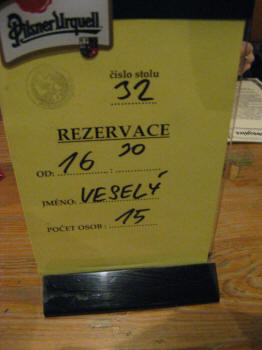 Pilsner Urquell
číslo stolu
32
REZERVACE
OD: 16 : 30
JMÉNO: VESELÝ
POČET OSOB: 15